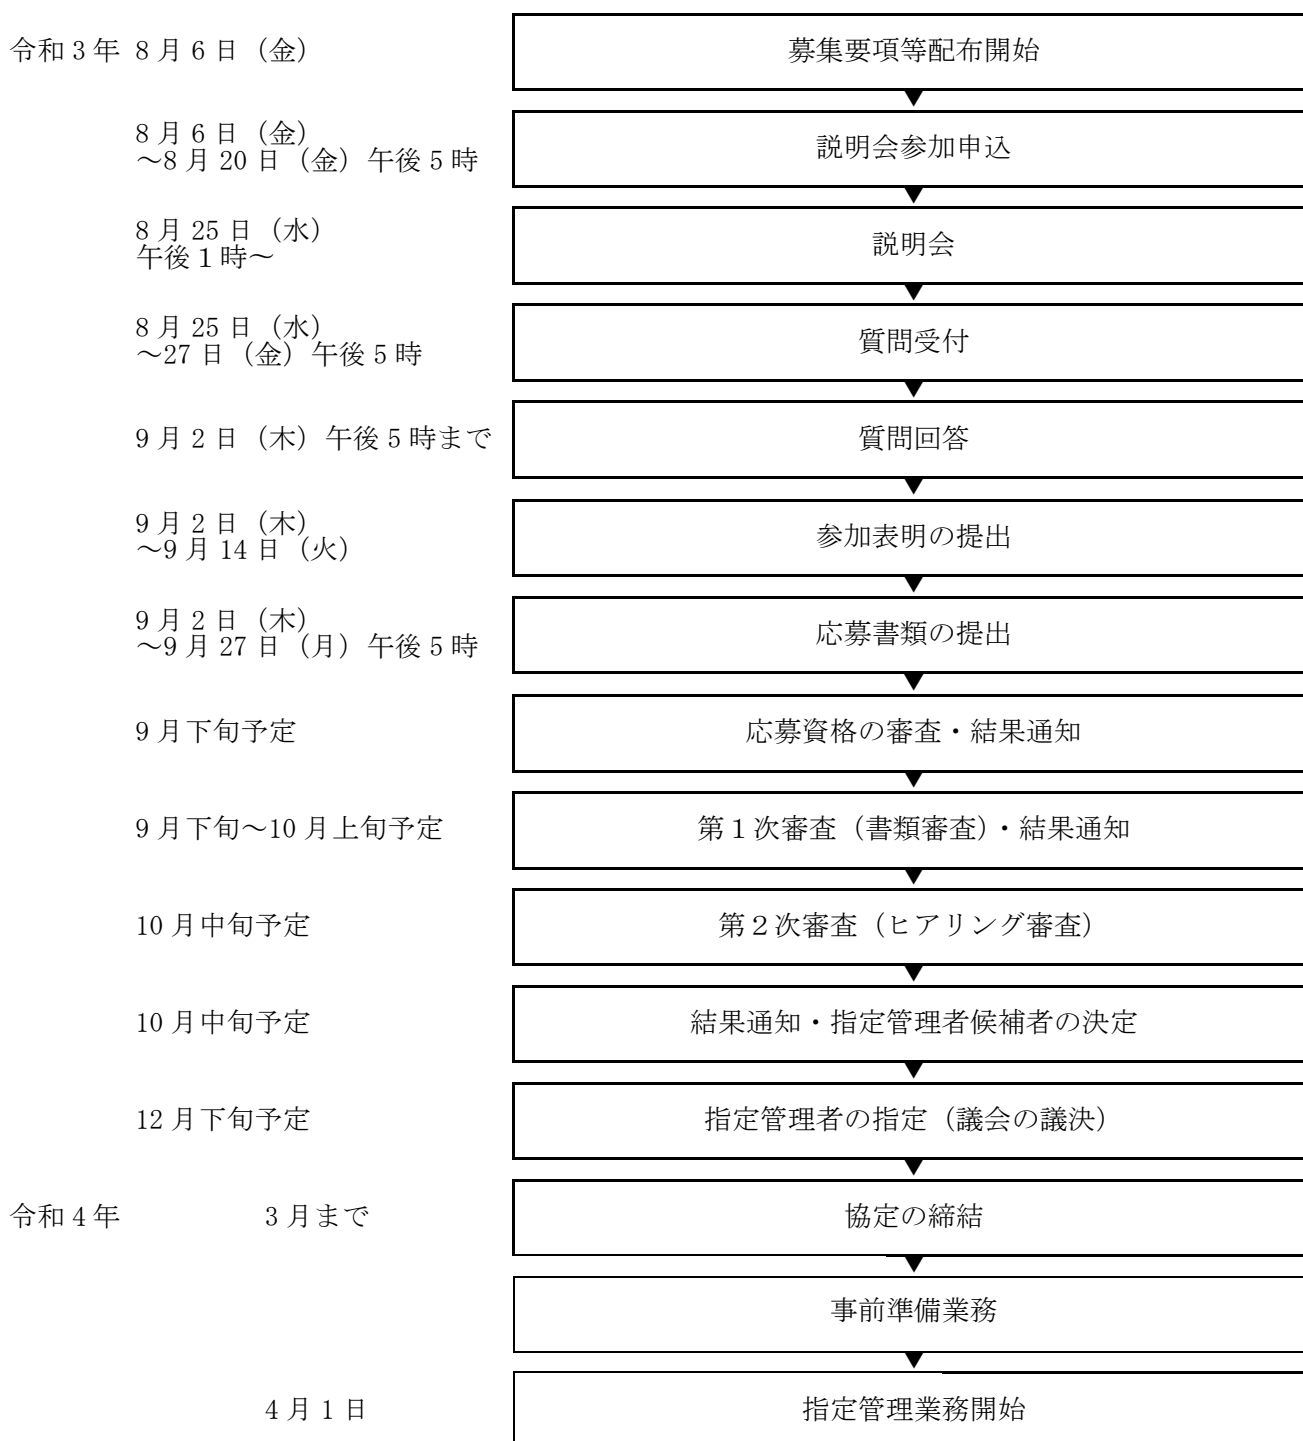 令和3年 8月6日（金）
募集要項等配布開始
8月6日（金）
～8月20日（金）午後5時
説明会参加申込
8月25日（水）
午後１時～
説明会
8月25日（水）
～27日（金）午後5時
質問受付
9月2日（木）午後5時まで
質問回答
9月2日（木）
～9月14日（火）
参加表明の提出
9月2日（木）
～9月27日（月）午後5時
応募書類の提出
9月下旬予定
応募資格の審査・結果通知
9月下旬～10月上旬予定
第１次審査（書類審査）・結果通知
10月中旬予定
第２次審査（ヒアリング審査）
10月中旬予定
結果通知・指定管理者候補者の決定
12月下旬予定
指定管理者の指定（議会の議決）
令和4年 3月まで
協定の締結
事前準備業務
4月1日
指定管理業務開始